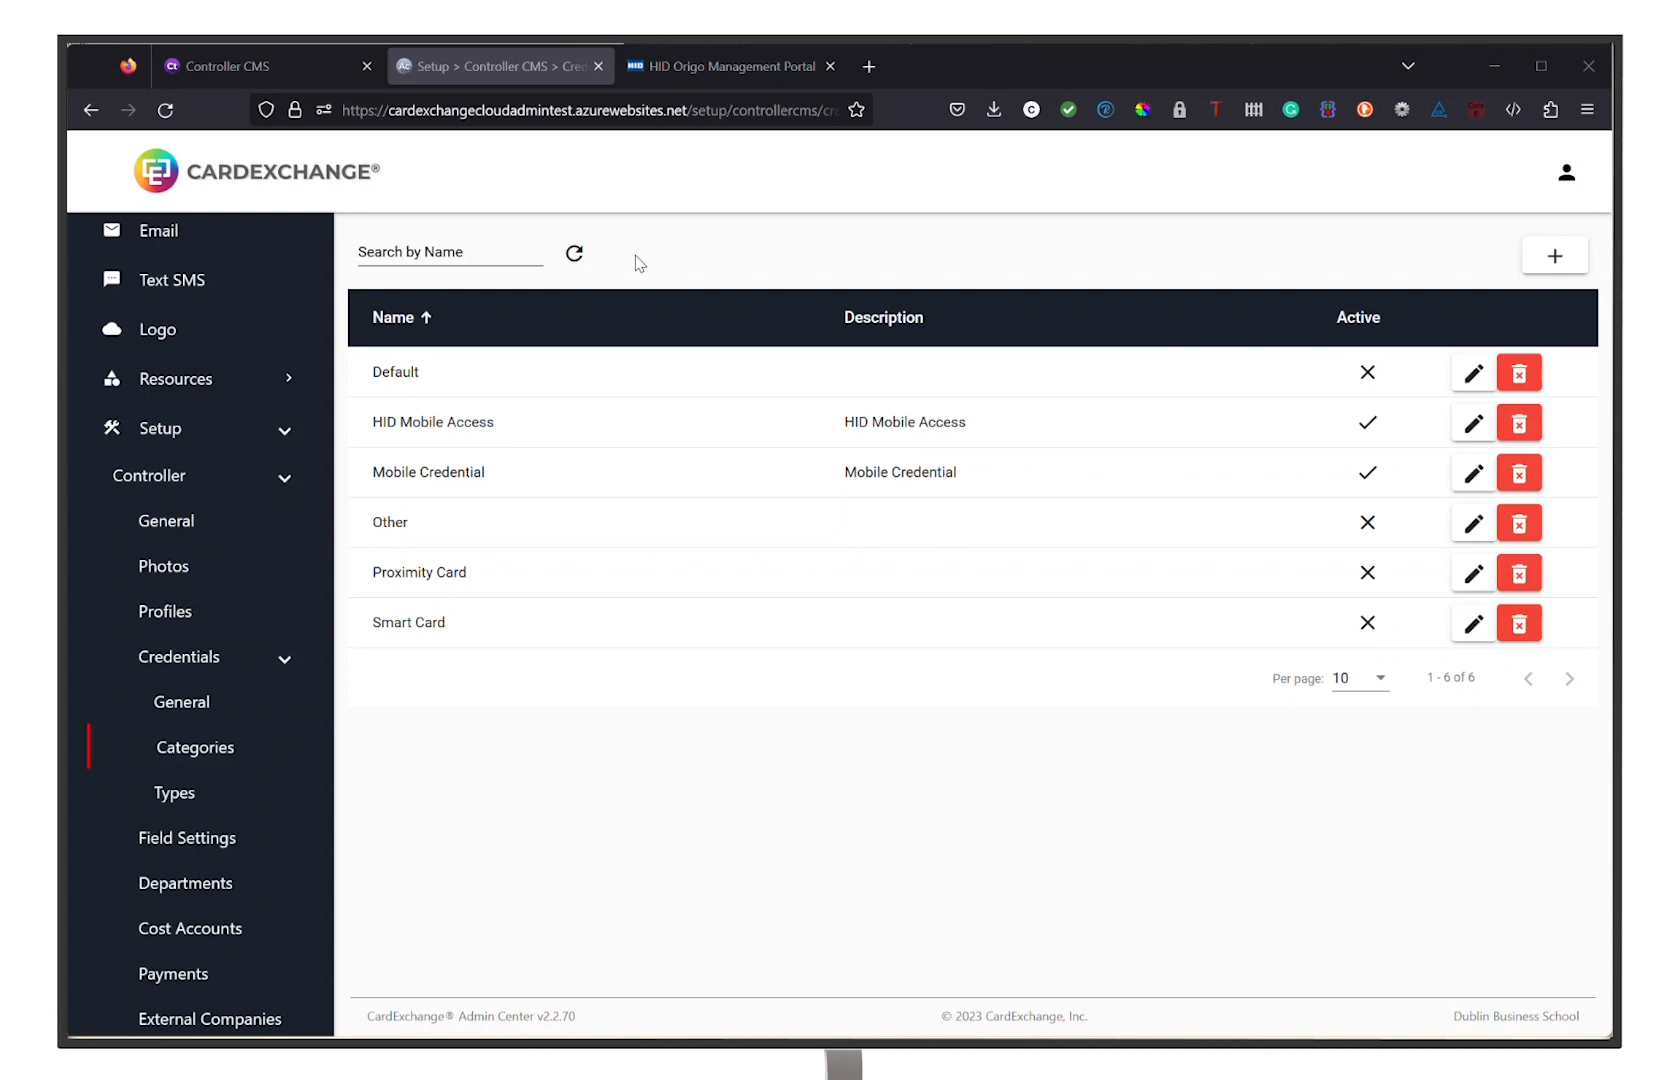 Controller CMS
Setup > Controller CMS > Cred
HID Origo Management Portal
https://cardexchangecloudadmintest.azurewebsites.net/setup/controllercms/cr
CARDEXCHANGE®
Email
Text SMS
Logo
Resources
Setup
Controller
General
Photos
Profiles
Credentials
General
Categories
Types
Field Settings
Departments
Cost Accounts
Payments
External Companies
Search by Name
Name Description Active
Default
HID Mobile Access HID Mobile Access
Mobile Credential Mobile Credential
Other
Proximity Card
Smart Card
Per page: 10 1 - 6 of 6
CardExchange® Admin Center v2.2.70 © 2023 CardExchange, Inc. Dublin Business School